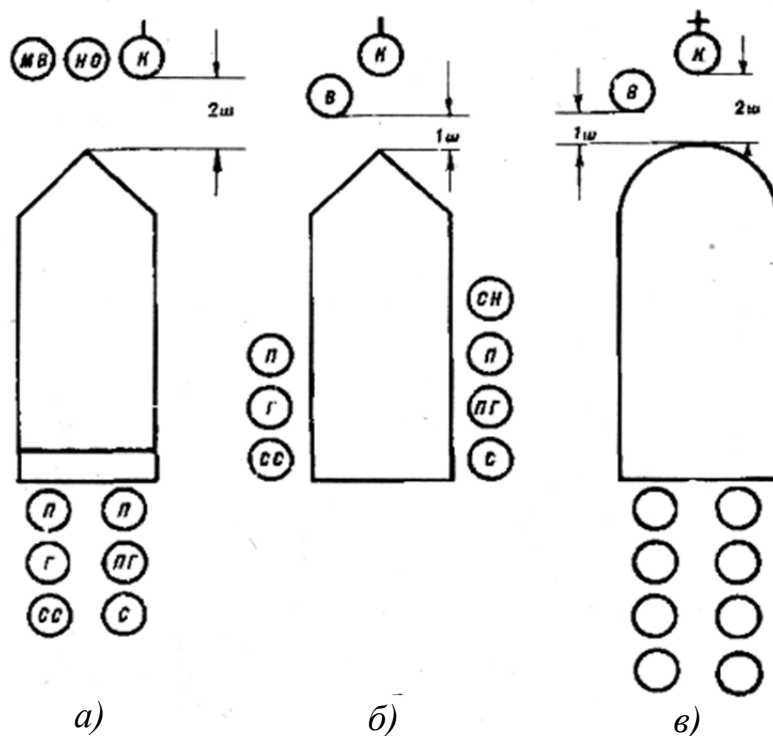 МВ НО К
2ш
П П
Г ПГ
СС С
а)
К
В
1ш
СН
П П
Г ПГ
СС С
б)
К
В
1ш 2ш
в)